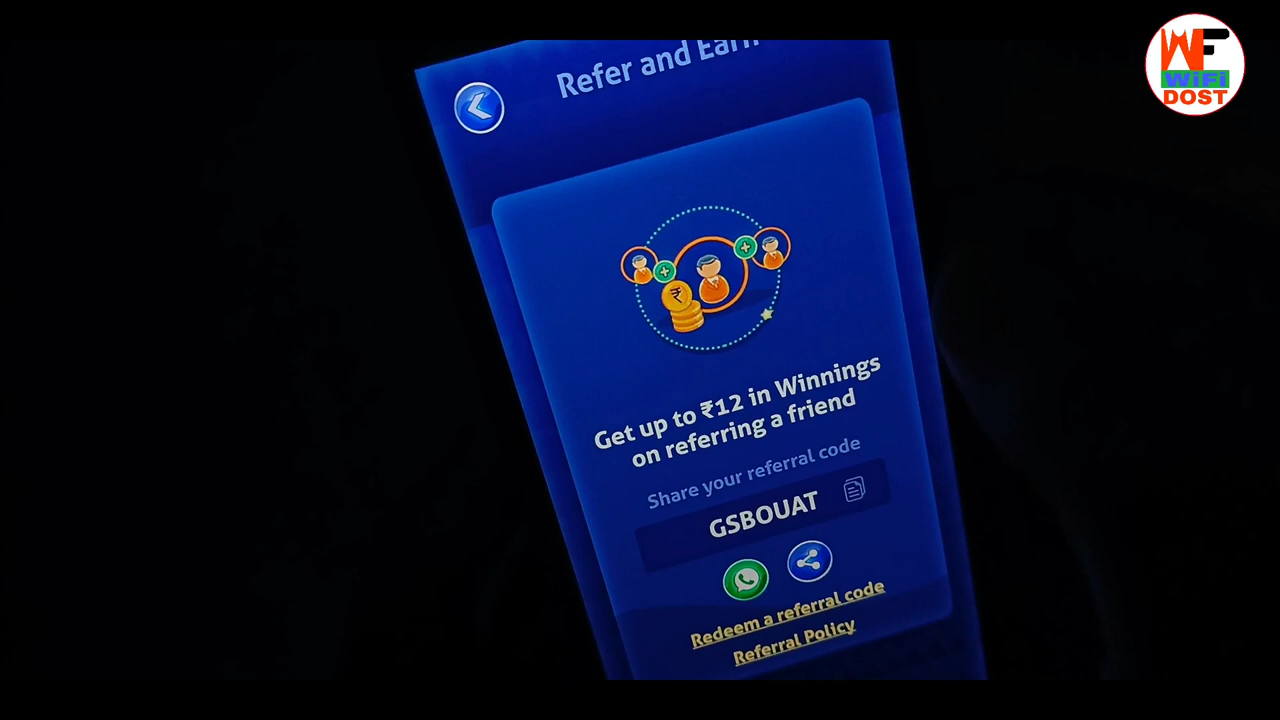 Refer and Earn
WF
WiFi
DOST
₹
Get up to ₹12 in Winnings
on referring a friend
Share your referral code
GSBOUAT
Redeem a referral code
Referral Policy